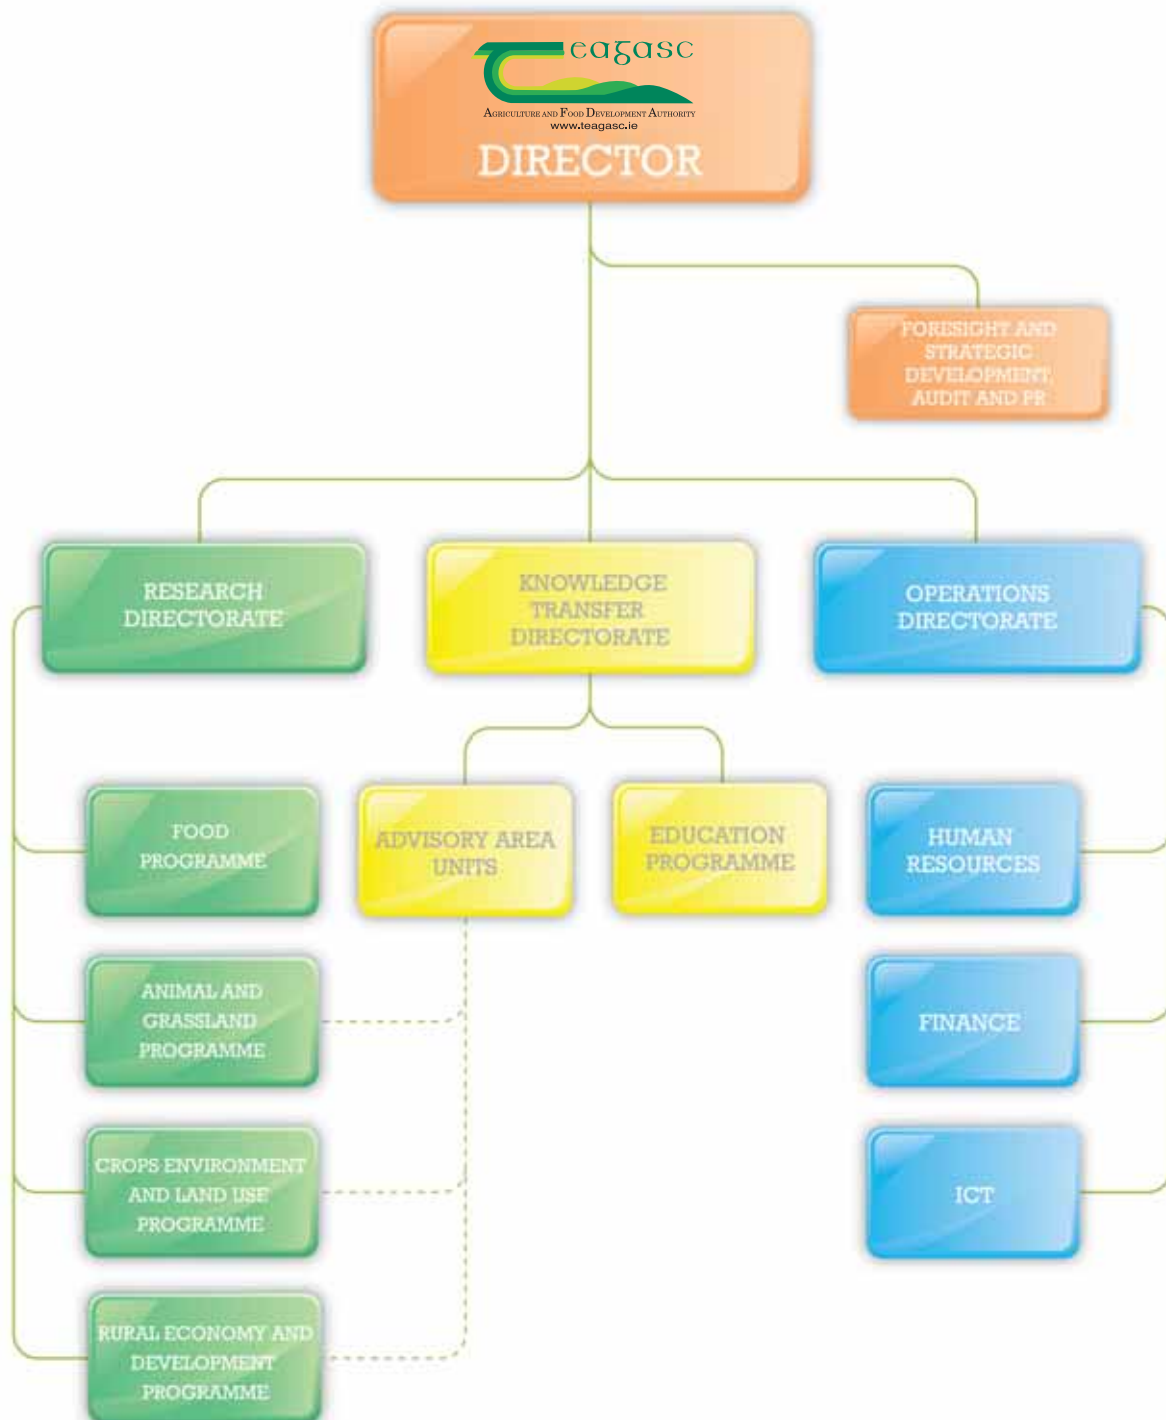 Teagasc
AGRICULTURE AND FOOD DEVELOPMENT AUTHORITY
www.teagasc.ie
DIRECTOR
FORESIGHT AND
STRATEGIC
DEVELOPMENT,
AUDIT AND PR
RESEARCH
DIRECTORATE
KNOWLEDGE
TRANSFER
DIRECTORATE
OPERATIONS
DIRECTORATE
FOOD
PROGRAMME
ADVISORY AREA
UNITS
EDUCATION
PROGRAMME
HUMAN
RESOURCES
ANIMAL AND
GRASSLAND
PROGRAMME
FINANCE
CROPS ENVIRONMENT
AND LAND USE
PROGRAMME
ICT
RURAL ECONOMY AND
DEVELOPMENT
PROGRAMME